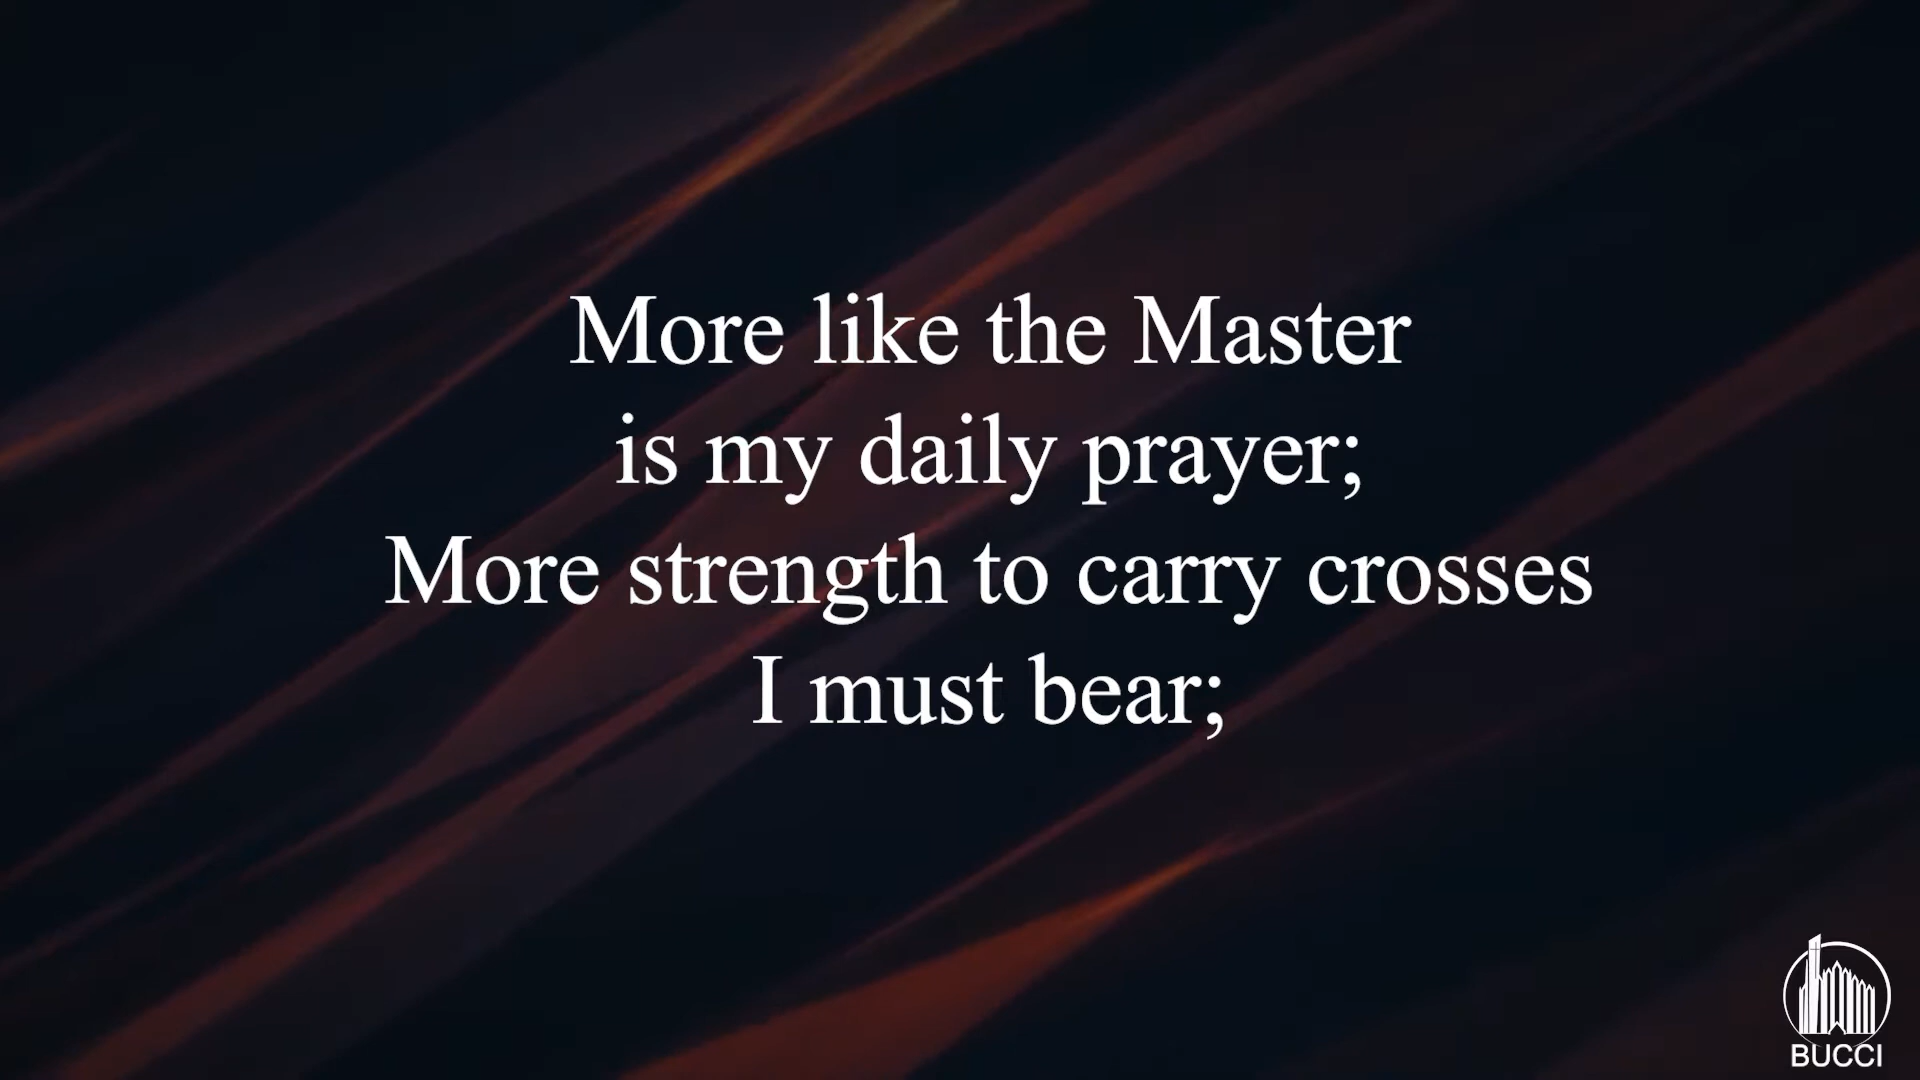 More like the Master
is my daily prayer;
More strength to carry crosses
I must bear;
BUCCI